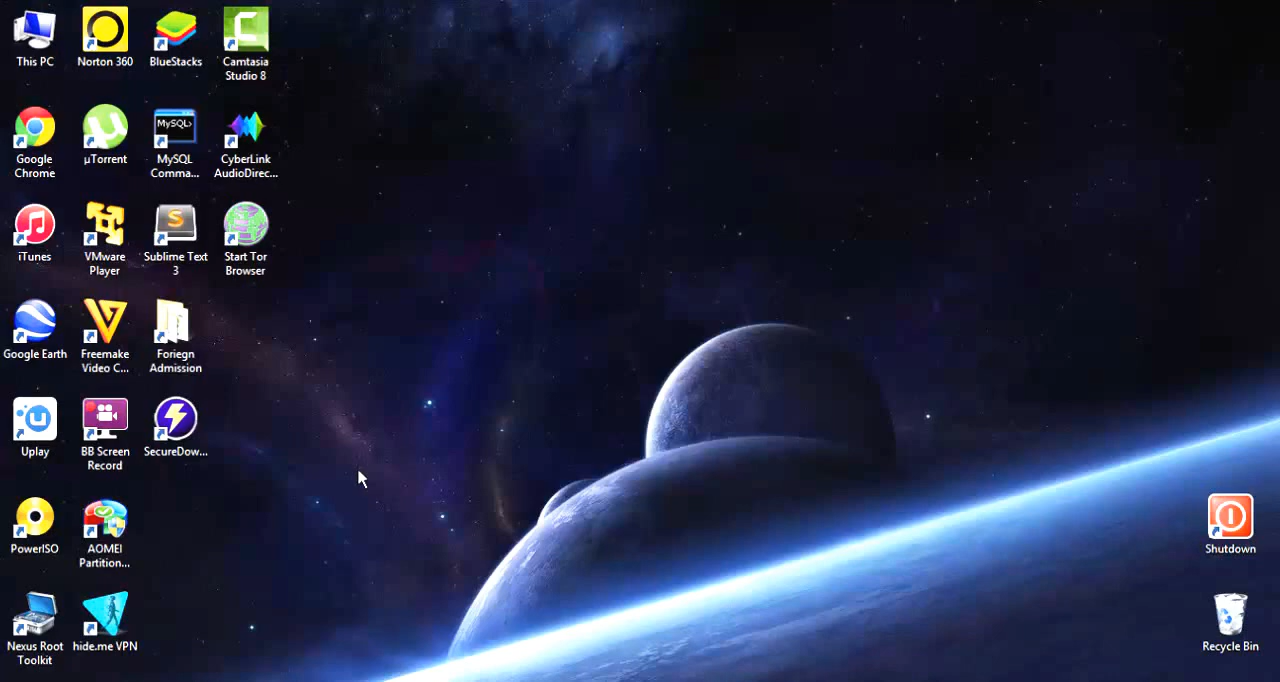 This PC
Norton 360
BlueStacks
Camtasia
Studio 8
Google
Chrome
µTorrent
MySQL>
MySQL
Comma...
CyberLink
AudioDirec...
iTunes
VMware
Player
S
Sublime Text
3
Start Tor
Browser
Google Earth
Freemake
Video C...
Foriegn
Admission
Uplay
BB Screen
Record
SecureDow...
PowerISO
AOMEI
Partition...
Shutdown
Nexus Root
Toolkit
hide.me VPN
Recycle Bin